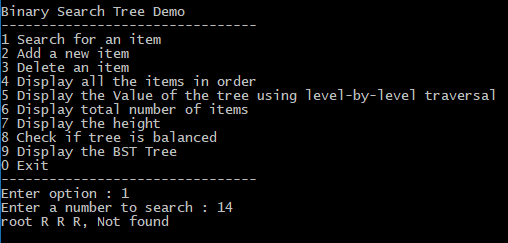 Binary Search Tree Demo
--------------------------------
1 Search for an item
2 Add a new item
3 Delete an item
4 Display all the items in order
5 Display the Value of the tree using level-by-level traversal
6 Display total number of items
7 Display the height
8 Check if tree is balanced
9 Display the BST Tree
0 Exit
--------------------------------
Enter option : 1
Enter a number to search : 14
root R R R, Not found